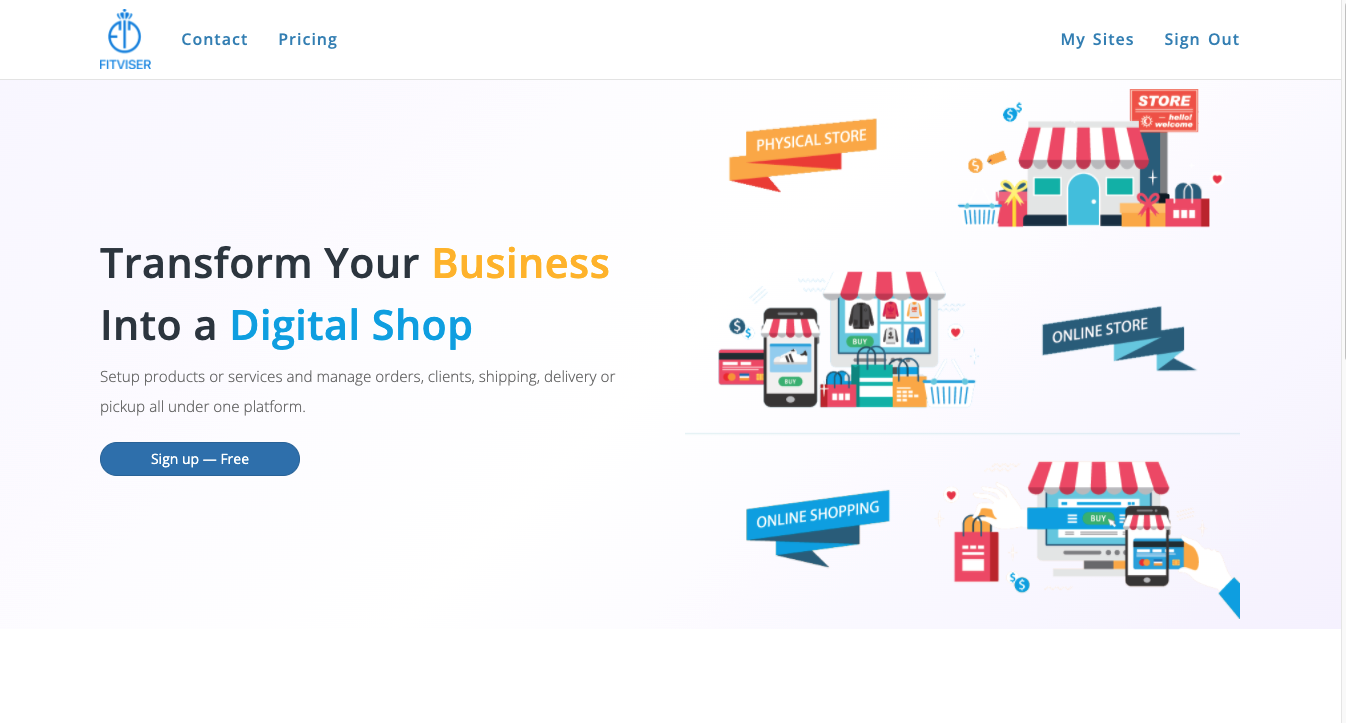 FITVISER
Contact
Pricing
My Sites
Sign Out
Transform Your Business
Into a Digital Shop
Setup products or services and manage orders, clients, shipping, delivery or
pickup all under one platform.
Sign up — Free
PHYSICAL STORE
STORE
— hello!
welcome
BUY
BUY
ONLINE STORE
ONLINE SHOPPING
BUY